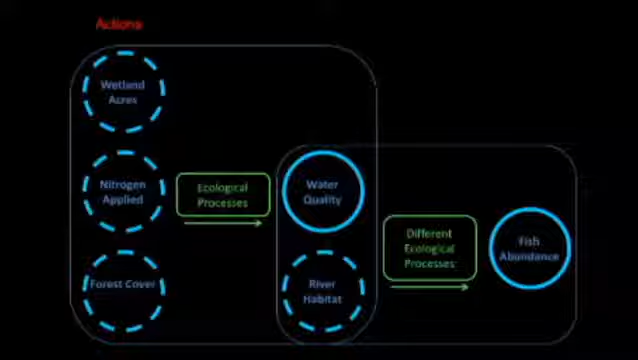 Actions
Wetland
Acres
Nitrogen
Applied
Forest Cover
Ecological
Processes
Water
Quality
River
Habitat
Different
Ecological
Processes
Fish
Abundance